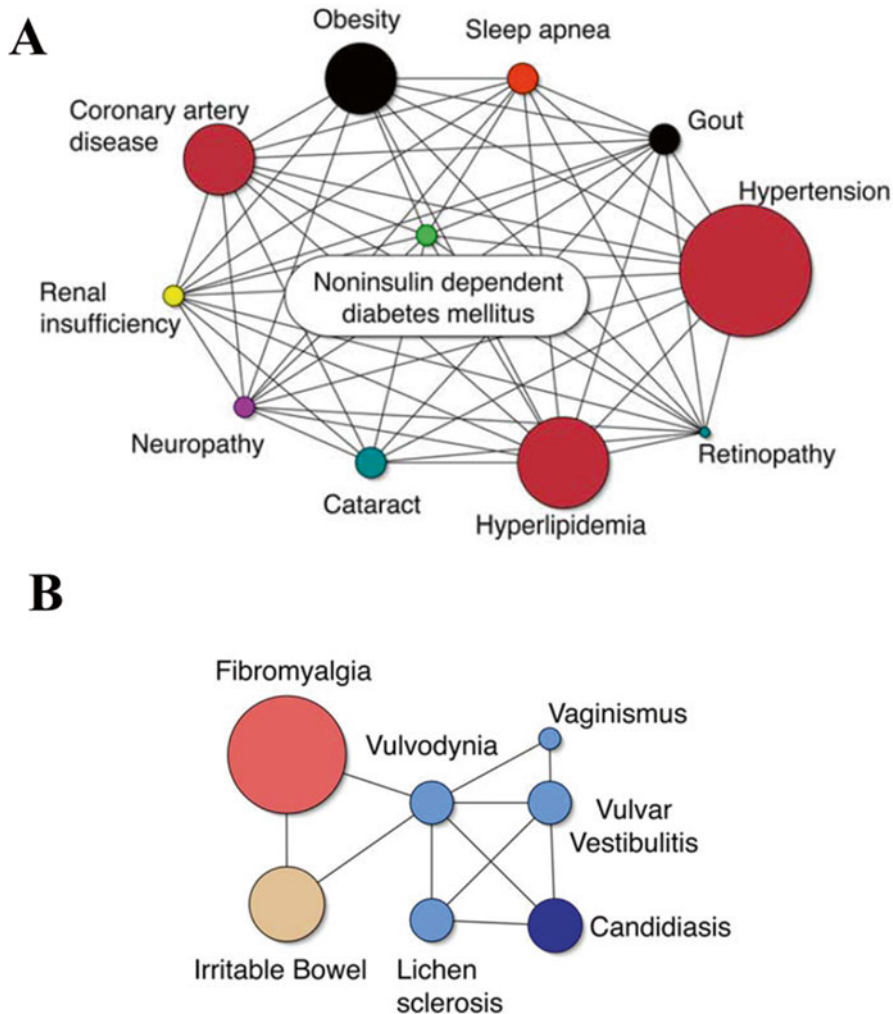 A
Obesity
Sleep apnea
Coronary artery
disease
Gout
Hypertension
Noninsulin dependent
diabetes mellitus
Renal
insufficiency
Neuropathy
Cataract
Hyperlipidemia
Retinopathy
B
Fibromyalgia
Vulvodynia
Vaginismus
Vulvar
Vestibulitis
Irritable Bowel
Lichen
sclerosis
Candidiasis